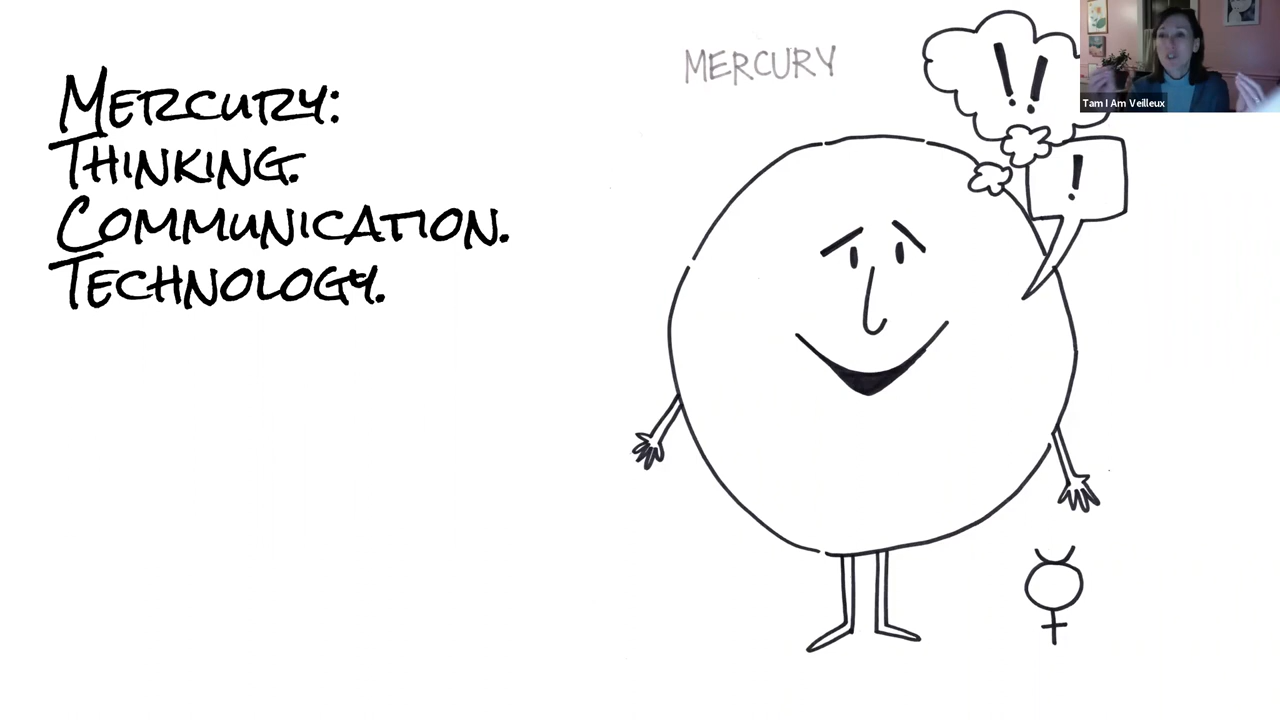 Mercury:
Thinking.
Communication.
Technology.
MERCURY
!!
!
Tam I Am Veilleux